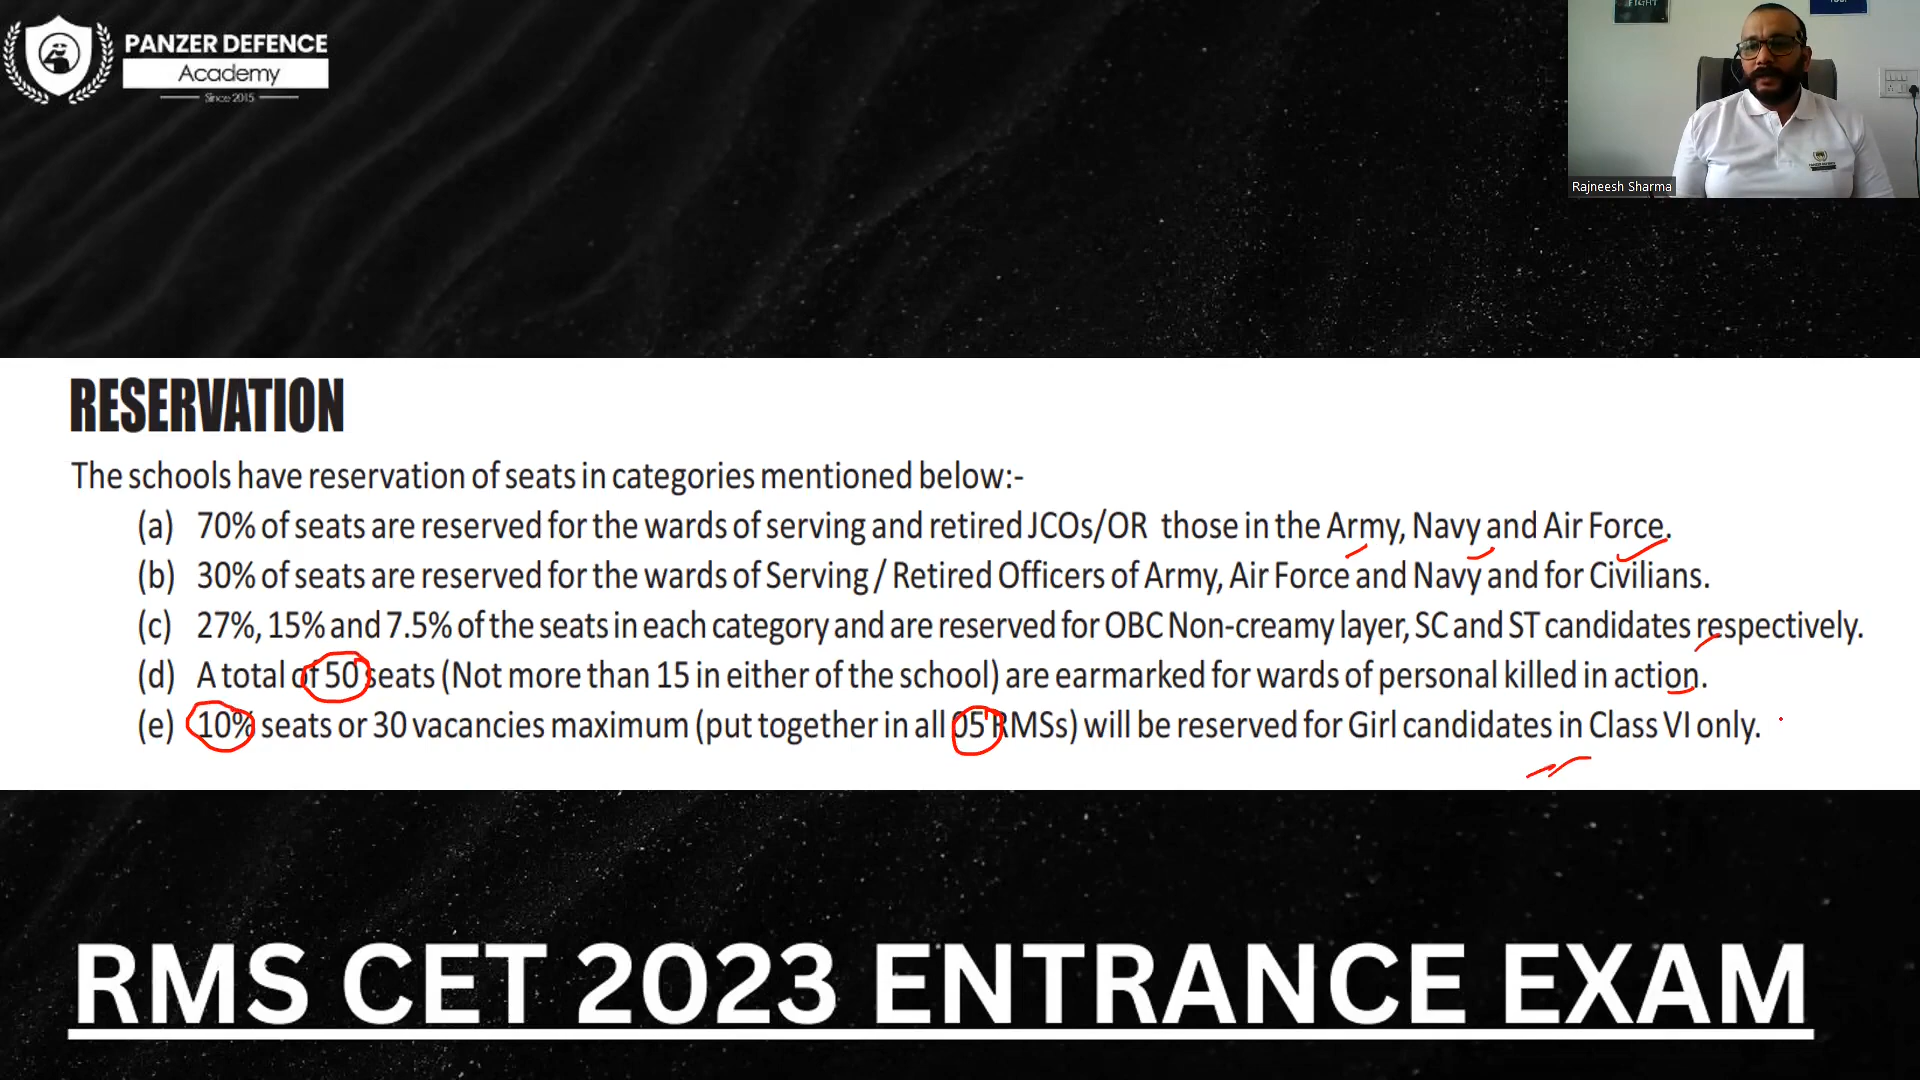 PANZER DEFENCE
Academy
Since 2015
FIGHT
Rajneesh Sharma
RESERVATION
The schools have reservation of seats in categories mentioned below:-
(a) 70% of seats are reserved for the wards of serving and retired JCOs/OR those in the Army, Navy and Air Force.
(b) 30% of seats are reserved for the wards of Serving / Retired Officers of Army, Air Force and Navy and for Civilians.
(c) 27%, 15% and 7.5% of the seats in each category and are reserved for OBC Non-creamy layer, SC and ST candidates respectively.
(d) A total of 50 seats (Not more than 15 in either of the school) are earmarked for wards of personal killed in action.
(e) 10% seats or 30 vacancies maximum (put together in all 05 RMSs) will be reserved for Girl candidates in Class VI only.
RMS CET 2023 ENTRANCE EXAM